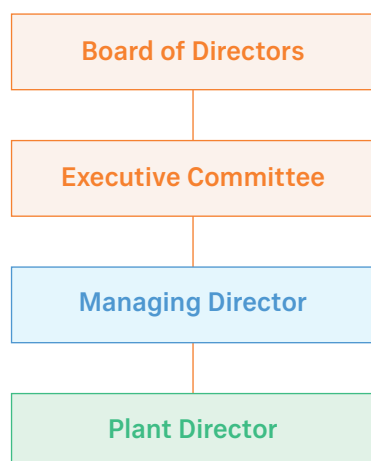 Board of Directors
Executive Committee
Managing Director
Plant Director